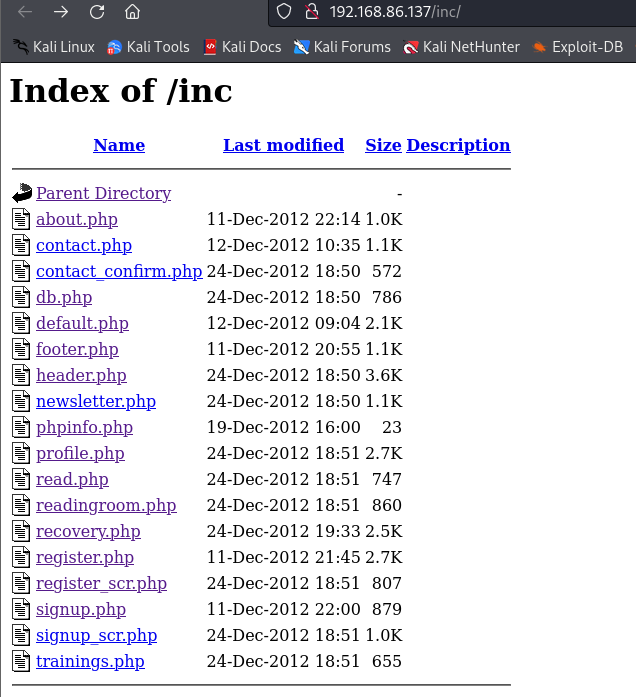 192.168.86.137/inc/
Kali Linux Kali Tools Kali Docs Kali Forums Kali NetHunter Exploit-DB
Index of /inc
Name Last modified Size Description
Parent Directory -
about.php 11-Dec-2012 22:14 1.0K
contact.php 12-Dec-2012 10:35 1.1K
contact_confirm.php 24-Dec-2012 18:50 572
db.php 24-Dec-2012 18:50 786
default.php 12-Dec-2012 09:04 2.1K
footer.php 11-Dec-2012 20:55 1.1K
header.php 24-Dec-2012 18:50 3.6K
newsletter.php 24-Dec-2012 18:50 1.1K
phpinfo.php 19-Dec-2012 16:00 23
profile.php 24-Dec-2012 18:51 2.7K
read.php 24-Dec-2012 18:51 747
readingroom.php 24-Dec-2012 18:51 860
recovery.php 24-Dec-2012 19:33 2.5K
register.php 11-Dec-2012 21:45 2.7K
register_scr.php 24-Dec-2012 18:51 807
signup.php 11-Dec-2012 22:00 879
signup_scr.php 24-Dec-2012 18:51 1.0K
trainings.php 24-Dec-2012 18:51 655